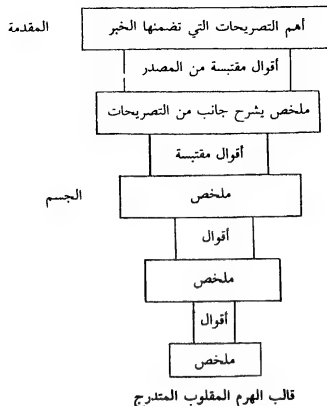 المقدمة
أهم التصريحات التي تضمنها الخبر
أقوال مقتبسة من المصدر
ملخص يشرح جانب من التصريحات
أقوال مقتبسة
الجسم
ملخص
أقوال
ملخص
أقوال
ملخص
قالب الهرم المقلوب المتدرج